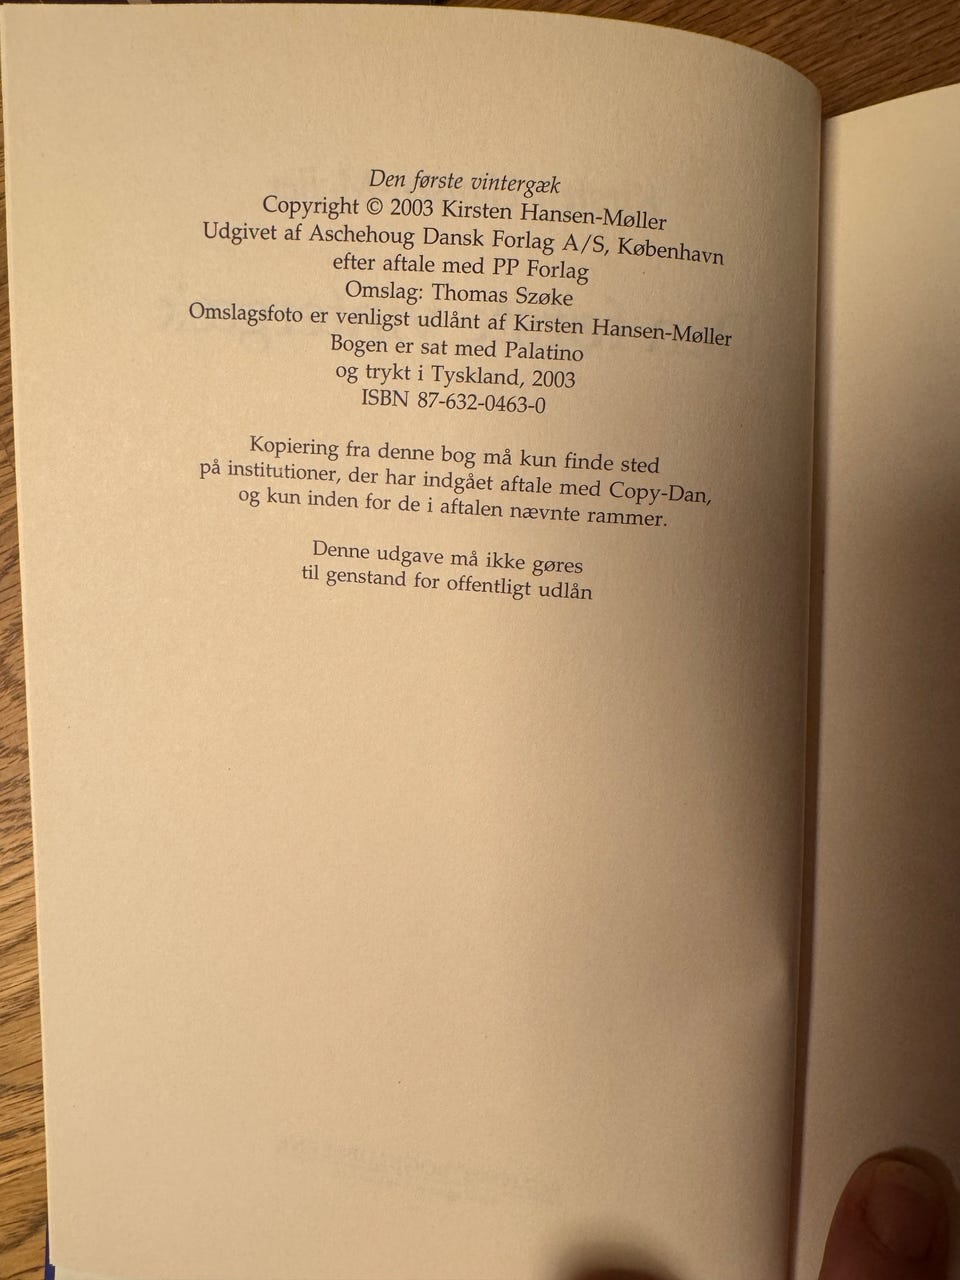 Den første vintergæk
Copyright © 2003 Kirsten Hansen-Møller
Udgivet af Aschehoug Dansk Forlag A/S, København
efter aftale med PP Forlag
Omslag: Thomas Szøke
Omslagsfoto er venligst udlånt af Kirsten Hansen-Møller
Bogen er sat med Palatino
og trykt i Tyskland, 2003
ISBN 87-632-0463-0
Kopiering fra denne bog må kun finde sted
på institutioner, der har indgået aftale med Copy-Dan,
og kun inden for de i aftalen nævnte rammer.
Denne udgave må ikke gøres
til genstand for offentligt udlån